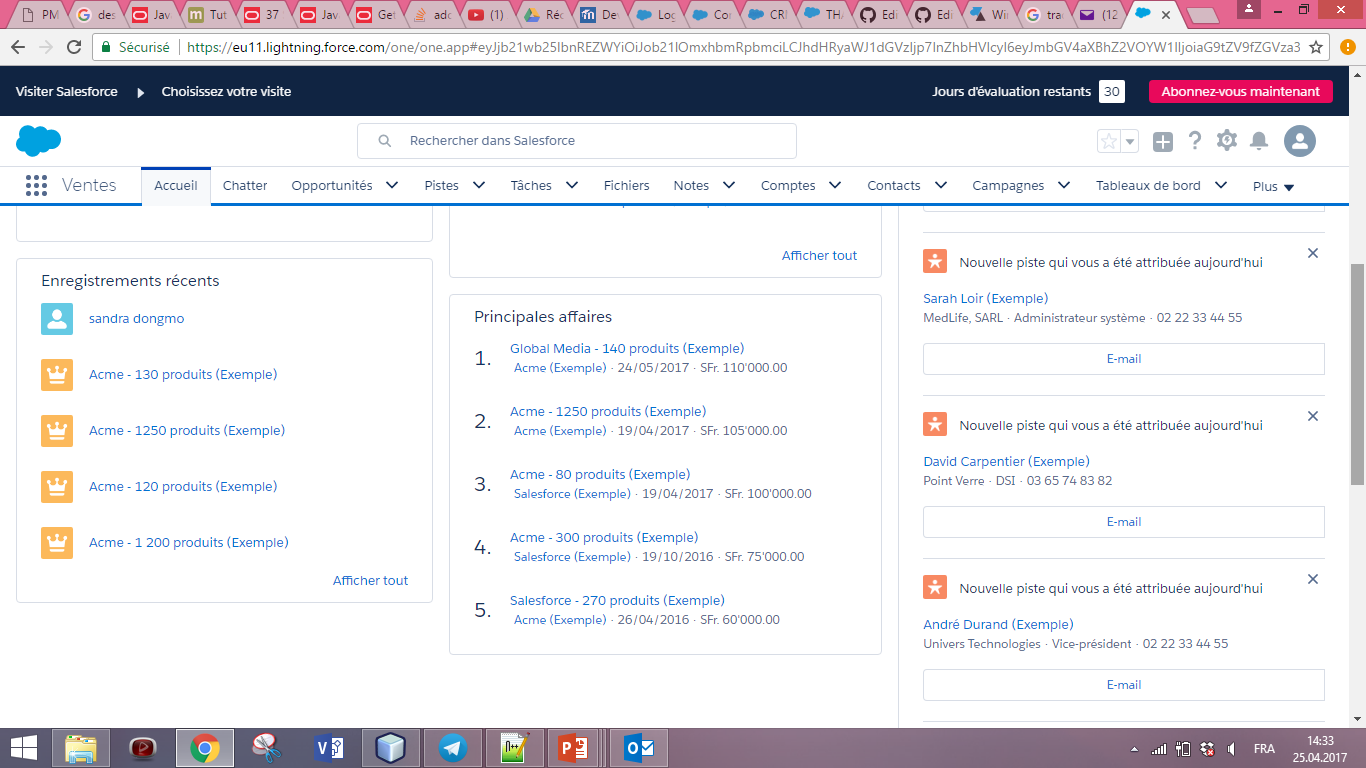 PM
des
Jav
Tut
37
Jav
Get
add
(1)
Réc
Dev
Log
Cor
CRI
THA
Edi
Edi
Win
trad
(12
Sécurisé
https://eu11.lightning.force.com/one/one.app#eyJjb21wb25lbnREZWYiOiJob21lOmxhbmRpbmciLCJhdHRyaWJ1dGVzIjp7InZhbHVlcyI6eyJmbGV4aXBhZ2VOYW1lIjoiaG9tZV9fZGVza3
Visiter Salesforce
Choisissez votre visite
Jours d'évaluation restants 30
Abonnez-vous maintenant
Rechercher dans Salesforce
Ventes
Accueil
Chatter
Opportunités
Pistes
Tâches
Fichiers
Notes
Comptes
Contacts
Campagnes
Tableaux de bord
Plus
Enregistrements récents
sandra dongmo
Acme - 130 produits (Exemple)
Acme - 1250 produits (Exemple)
Acme - 120 produits (Exemple)
Acme - 1 200 produits (Exemple)
Afficher tout
Afficher tout
Principales affaires
1. Global Media - 140 produits (Exemple)
Acme (Exemple) · 24/05/2017 · SFr. 110'000.00
2. Acme - 1250 produits (Exemple)
Acme (Exemple) · 19/04/2017 · SFr. 105'000.00
3. Acme - 80 produits (Exemple)
Salesforce (Exemple) · 19/04/2017 · SFr. 100'000.00
4. Acme - 300 produits (Exemple)
Salesforce (Exemple) · 19/10/2016 · SFr. 75'000.00
5. Salesforce - 270 produits (Exemple)
Acme (Exemple) · 26/04/2016 · SFr. 60'000.00
Nouvelle piste qui vous a été attribuée aujourd'hui
Sarah Loir (Exemple)
MedLife, SARL · Administrateur système · 02 22 33 44 55
E-mail
Nouvelle piste qui vous a été attribuée aujourd'hui
David Carpentier (Exemple)
Point Verre · DSI · 03 65 74 83 82
E-mail
Nouvelle piste qui vous a été attribuée aujourd'hui
André Durand (Exemple)
Univers Technologies · Vice-président · 02 22 33 44 55
E-mail
FRA
14:33
25.04.2017